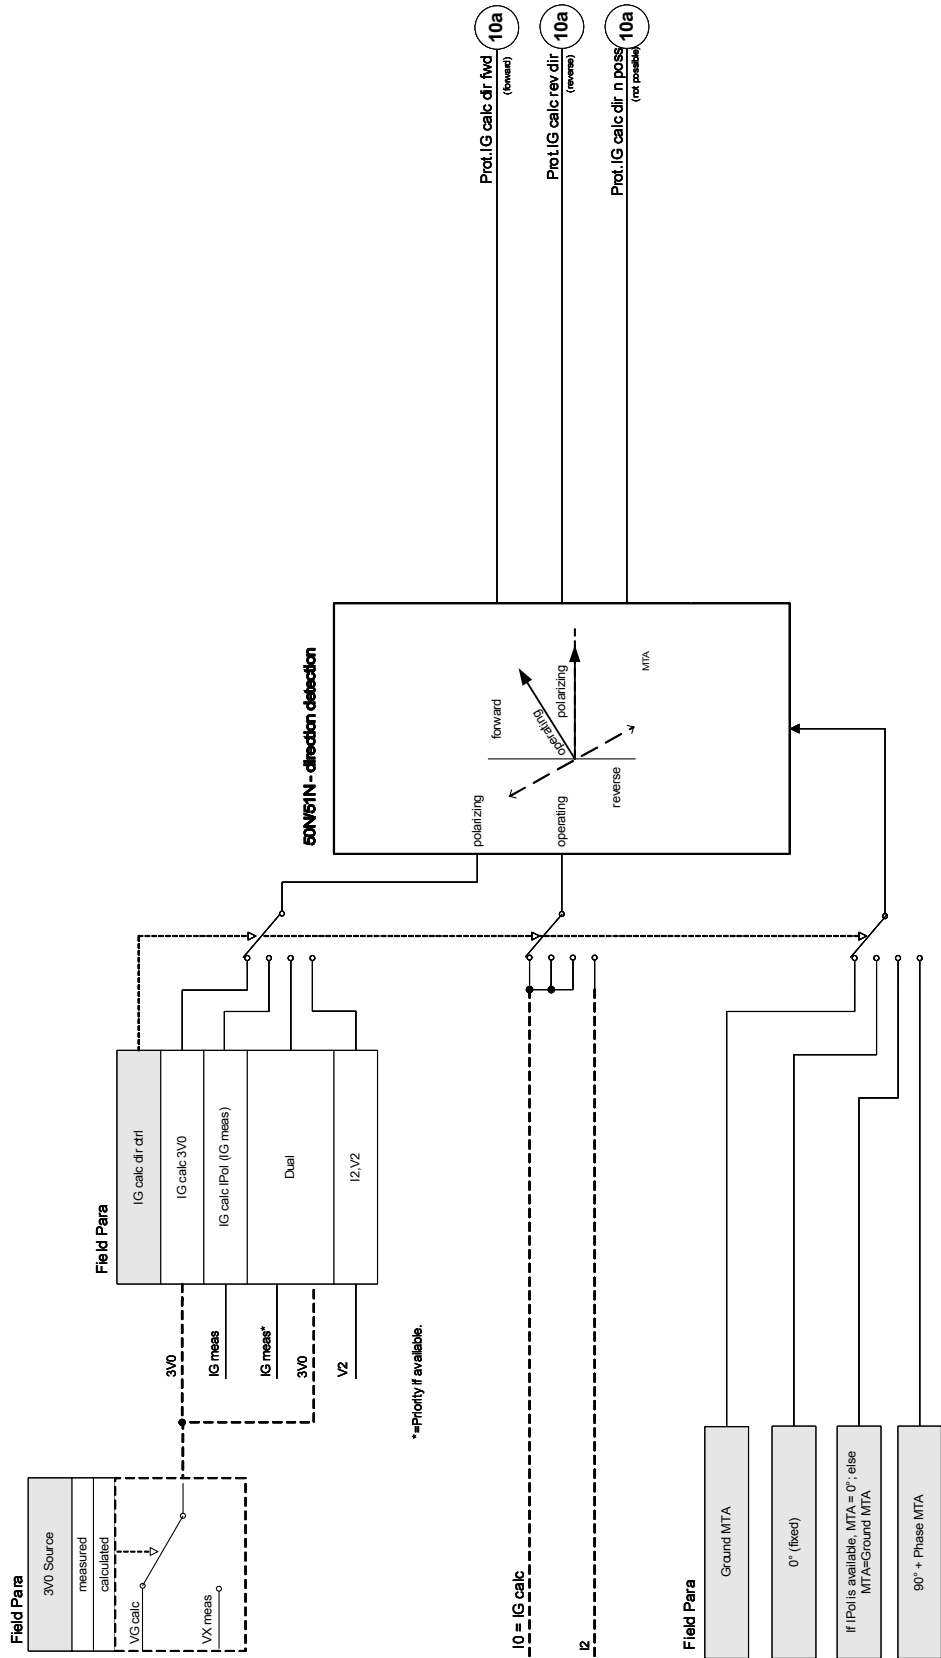 Field Para
3V0 Source
measured
calculated
VG calc
VX meas
Field Para
IG calc dir ctrl
IG calc 3V0
IG calc IPol (IG meas)
Dual
I2,V2
3V0
IG meas
IG meas*
3V0
V2
*=Priority if available.
I0 = IG calc
I2
Field Para
Ground MTA
0° (fixed)
If IPol is available, MTA = 0°; else
MTA=Ground MTA
90° + Phase MTA
50N/51N - direction detection
polarizing
operating
forward
operating
polarizing
reverse
MTA
Prot.IG calc dir fwd
(forward)
10a
Prot.IG calc rev dir
(reverse)
10a
Prot.IG calc dir n poss
(not possible)
10a